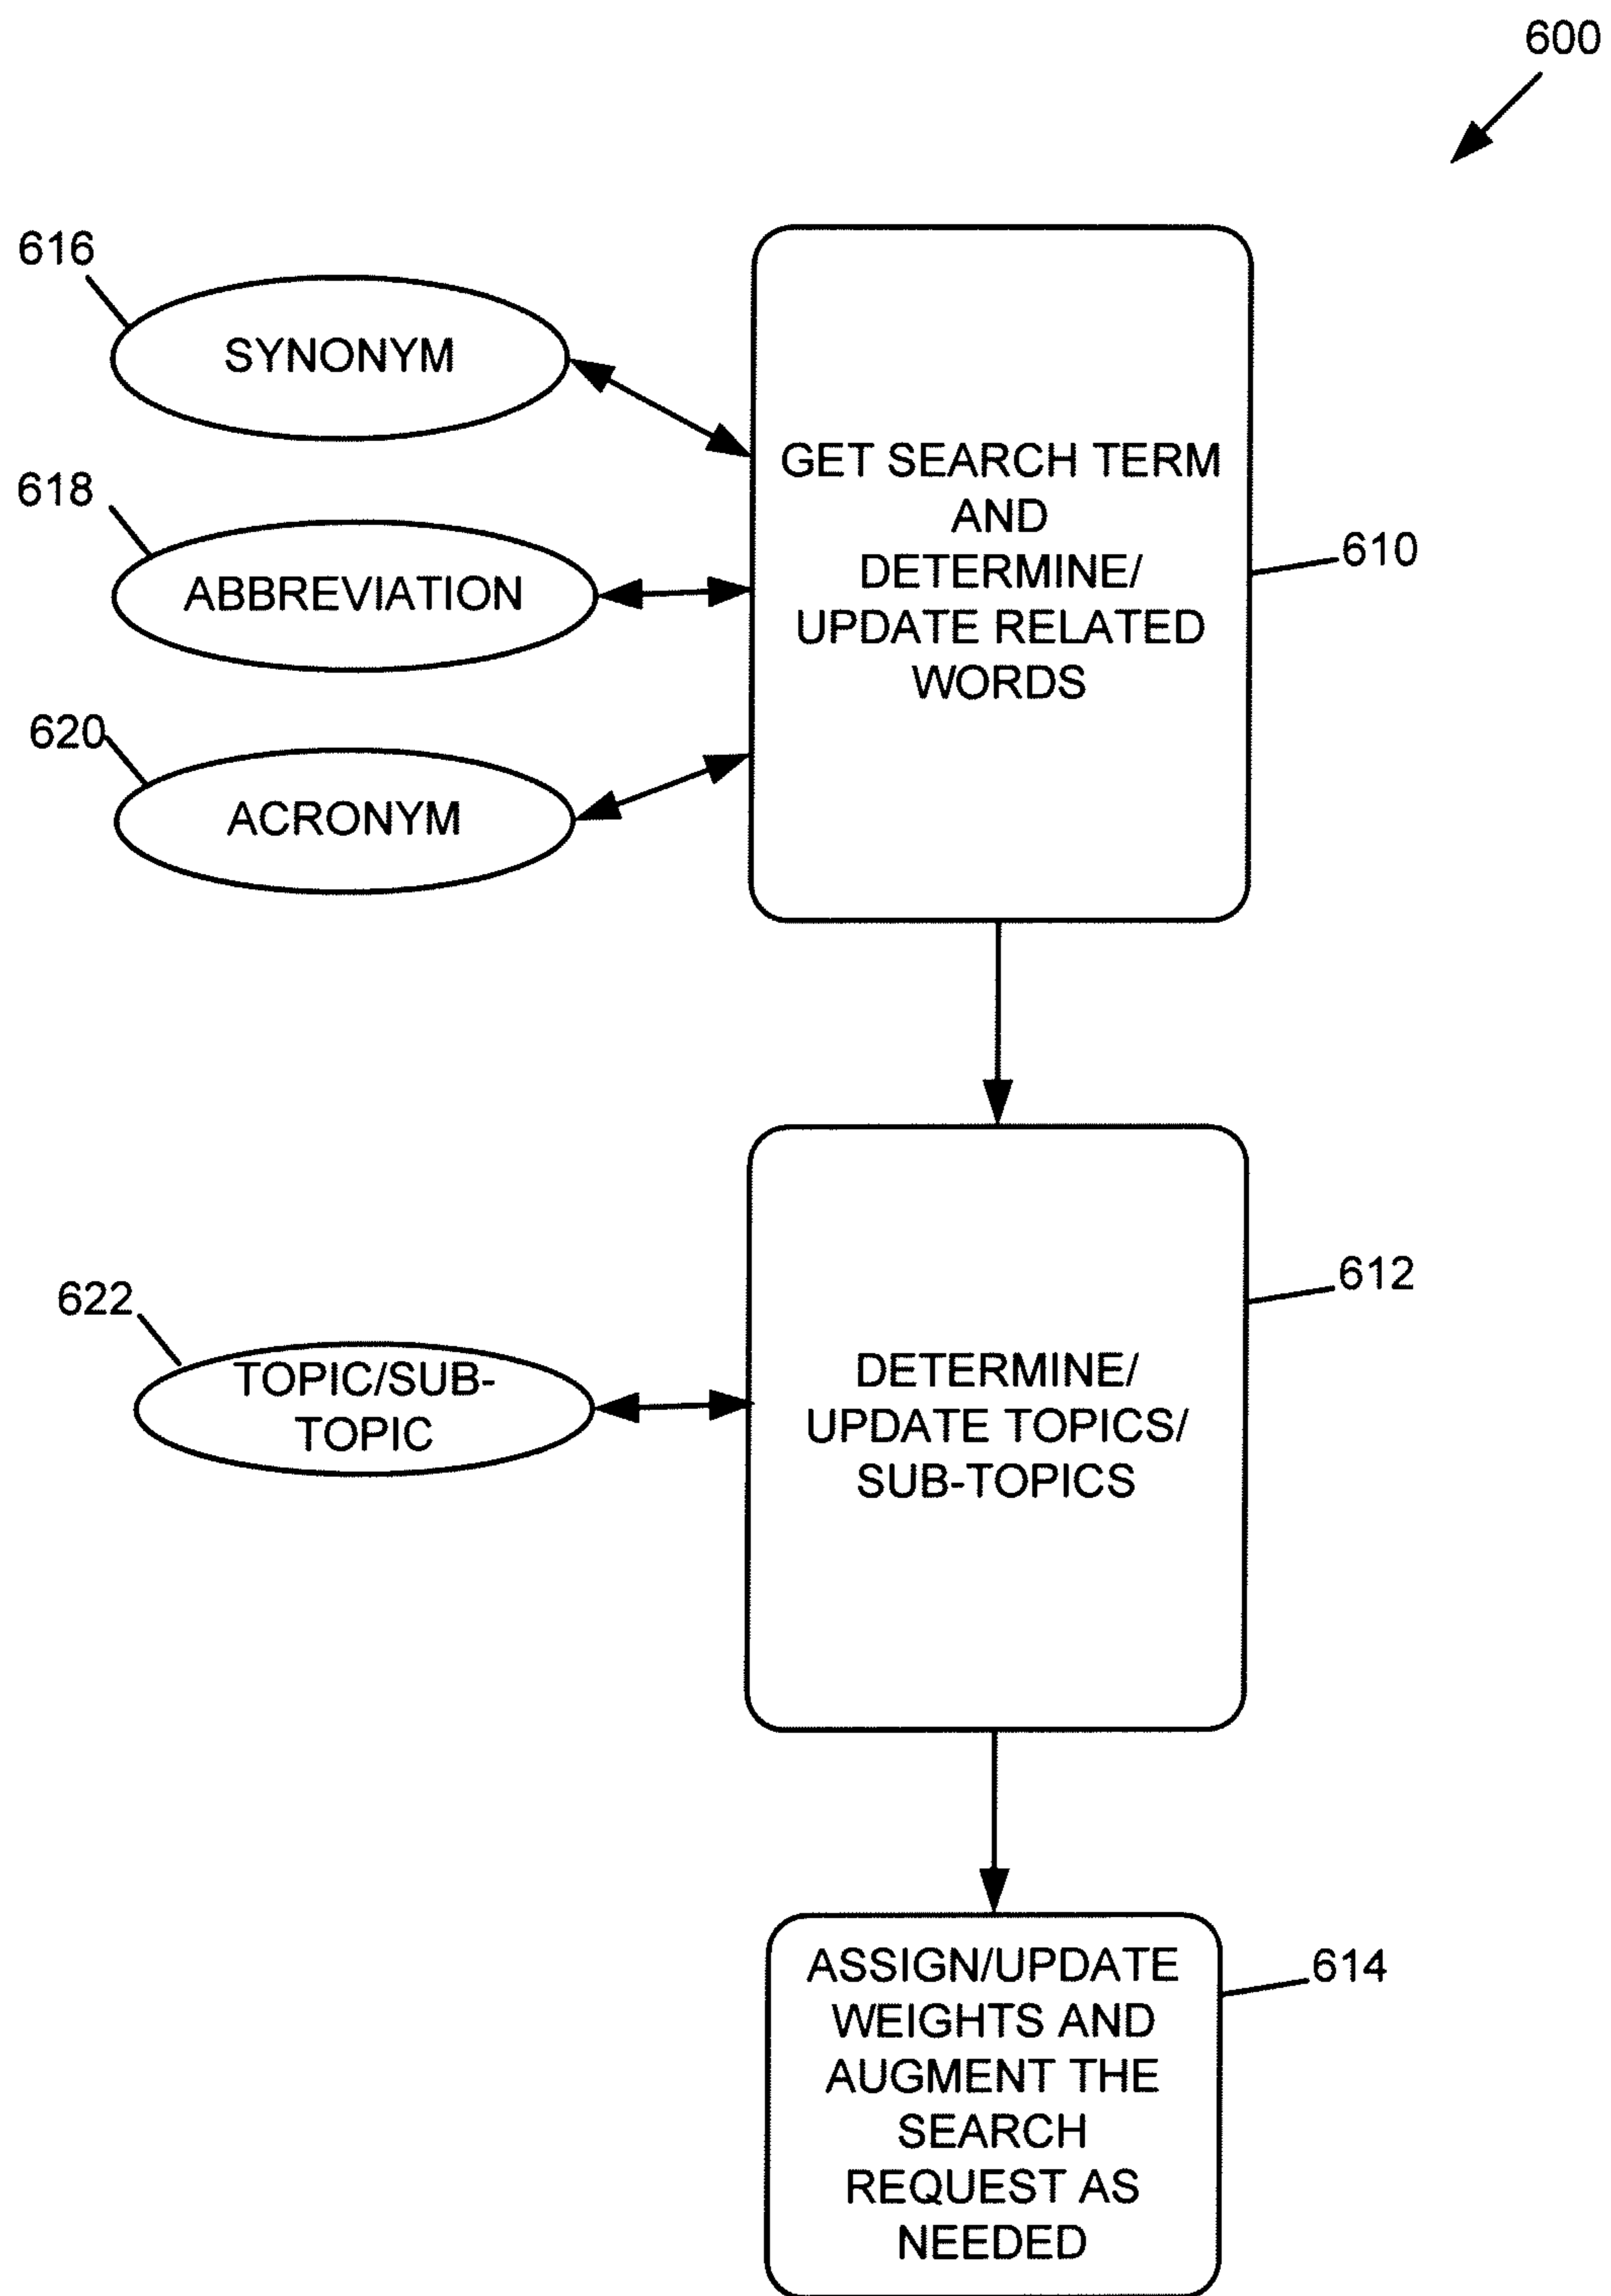 600
616
SYNONYM
618
ABBREVIATION
620
ACRONYM
GET SEARCH TERM
AND
DETERMINE/
UPDATE RELATED
WORDS
610
622
TOPIC/SUB-
TOPIC
DETERMINE/
UPDATE TOPICS/
SUB-TOPICS
612
ASSIGN/UPDATE
WEIGHTS AND
AUGMENT THE
SEARCH
REQUEST AS
NEEDED
614